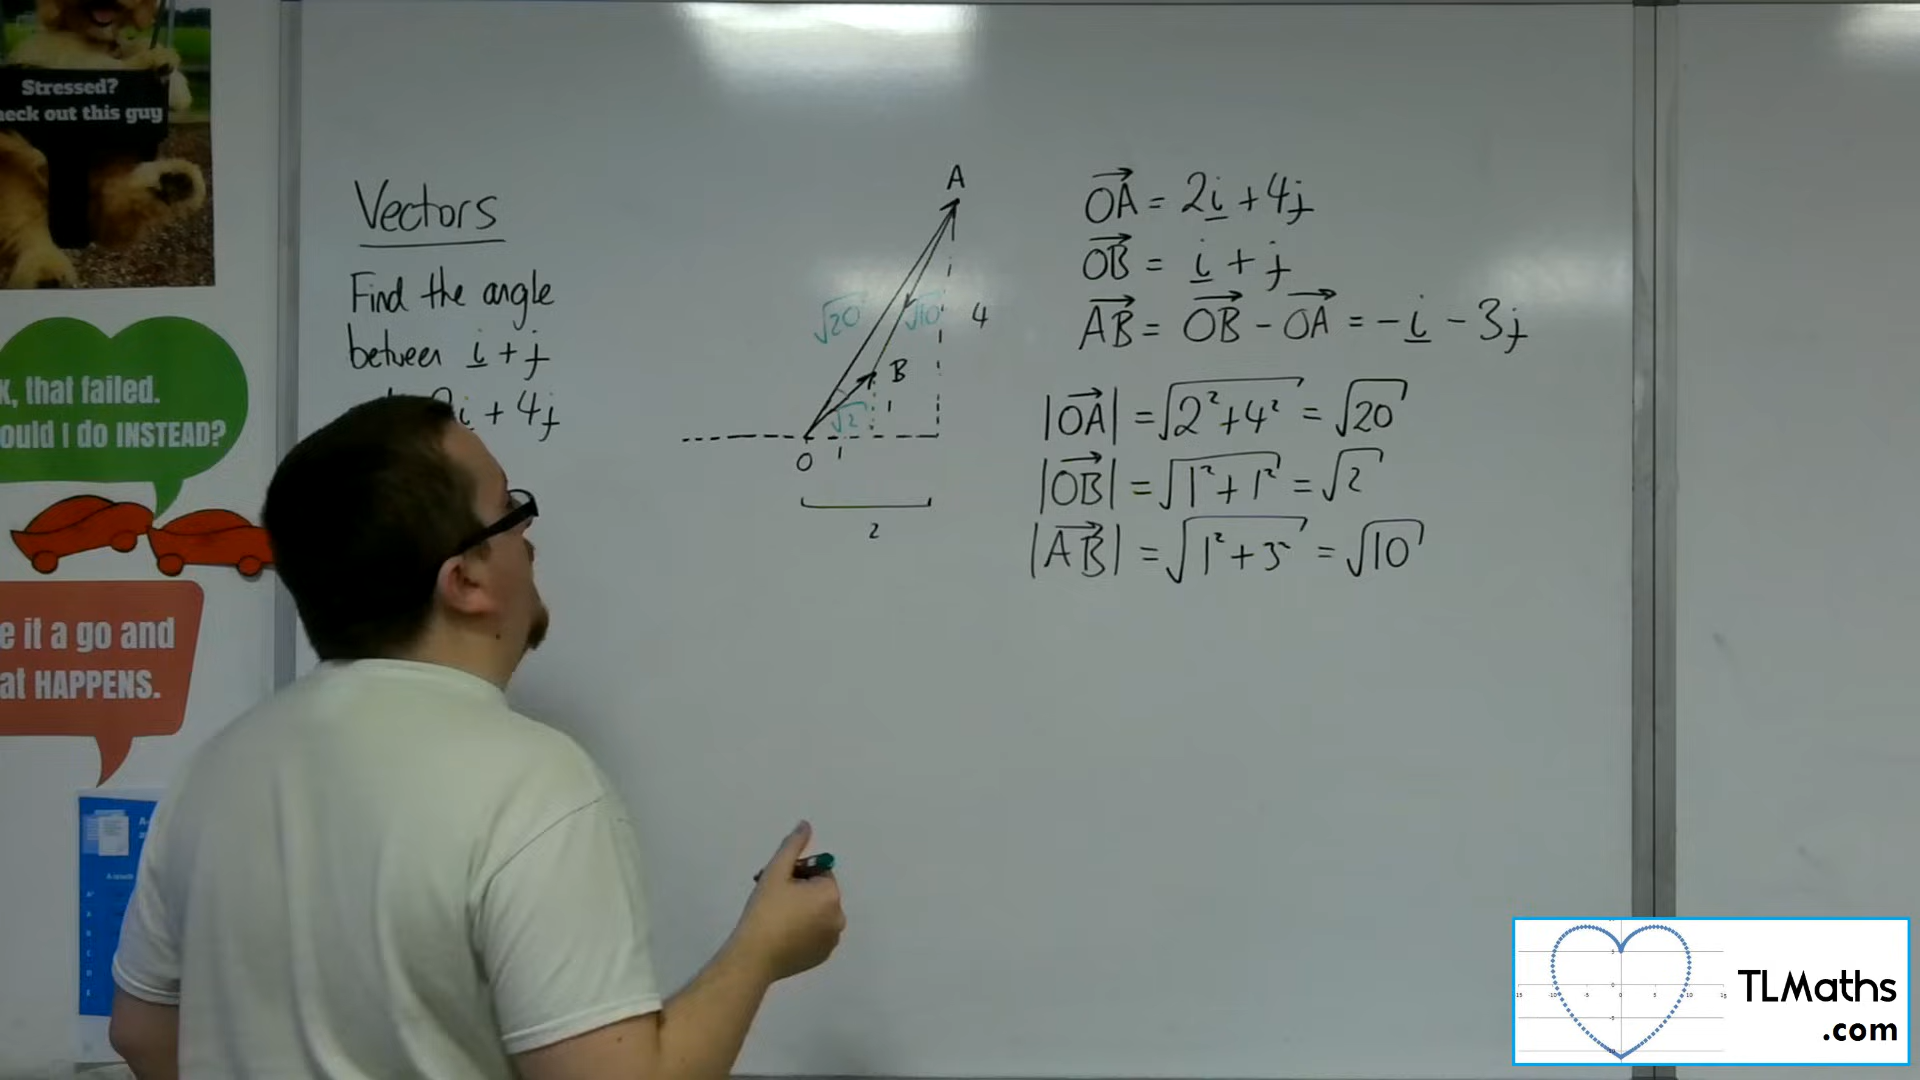 Stressed?
eck out this guy
k, that failed.
ould I do INSTEAD?
e it a go and
at HAPPENS.
Vectors
Find the angle
between i + j
2i + 4j
A
√20
√10
4
B
√2
1
O
1
2
OA = 2i + 4j
OB = i + j
AB = OB - OA = -i - 3j
|OA| = √2² + 4² = √20
|OB| = √1² + 1² = √2
|AB| = √1² + 3² = √10
TLMaths
.com